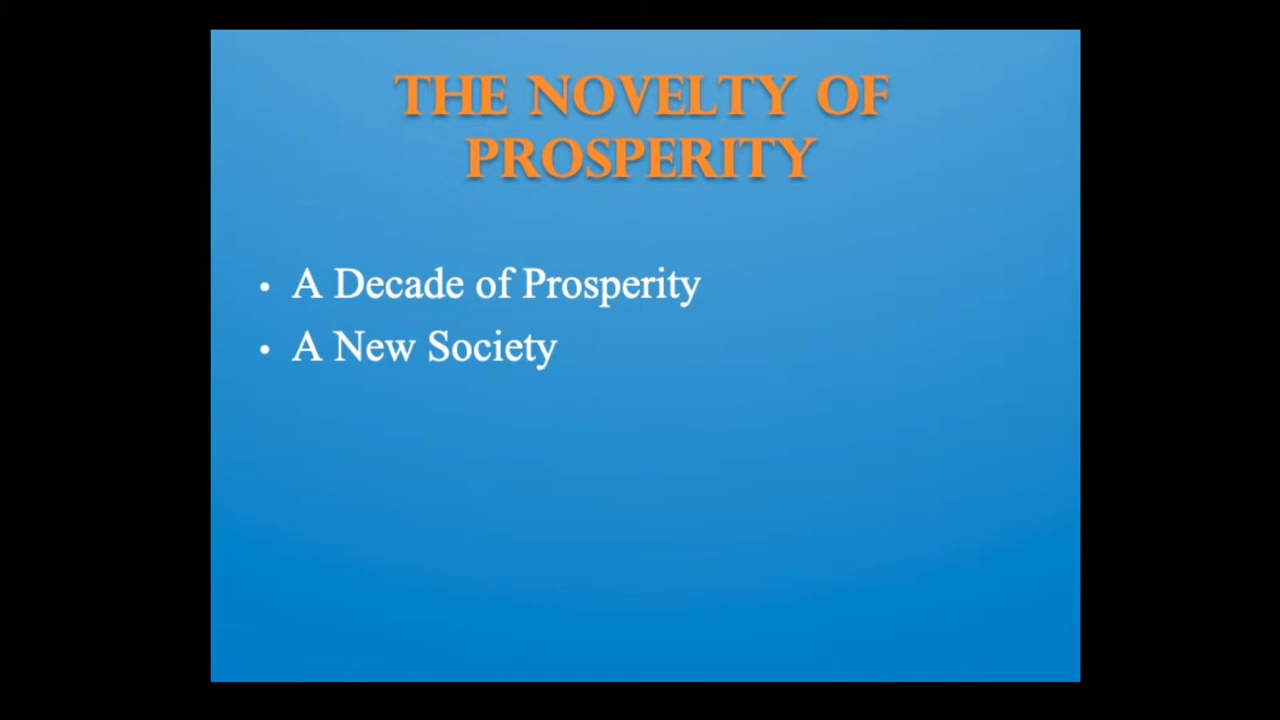 THE NOVELTY OF
PROSPERITY
• A Decade of Prosperity
• A New Society